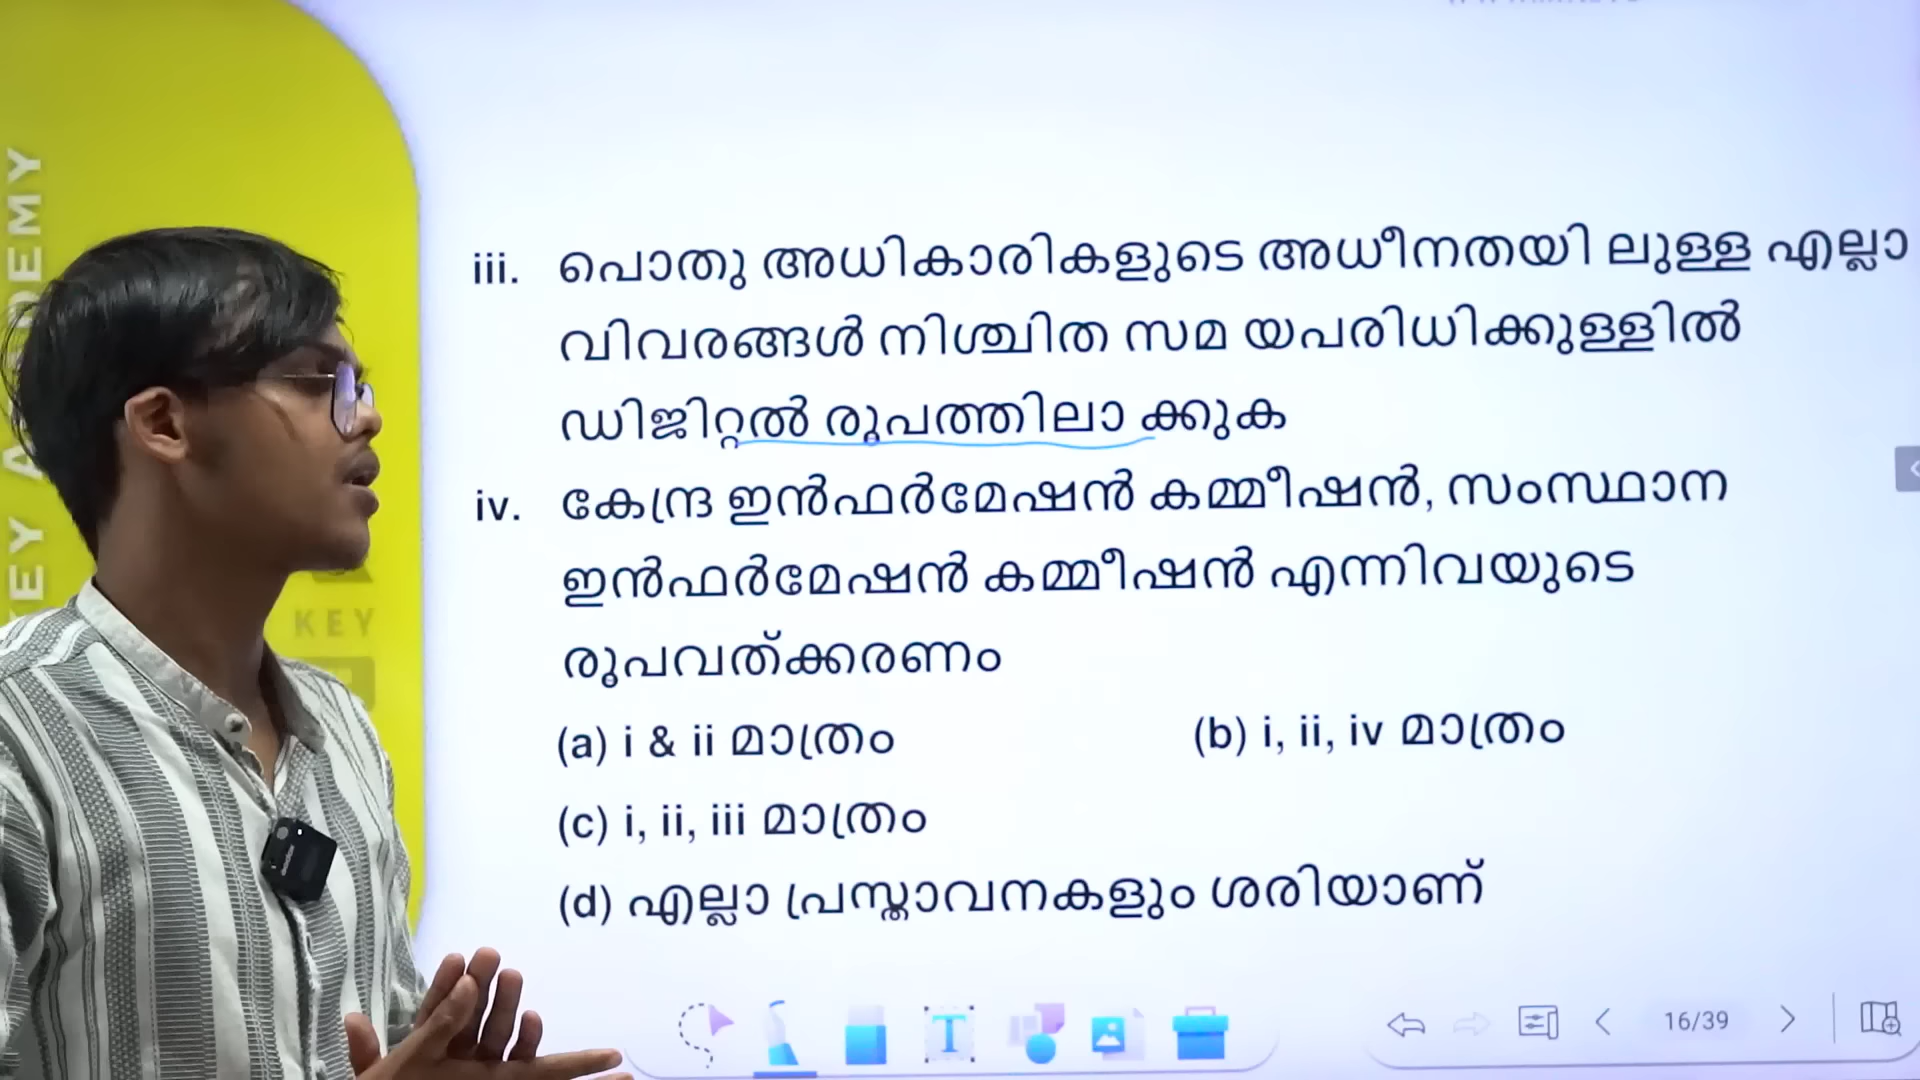 KEY ACADEMY
KEY
iii. പൊതു അധികാരികളുടെ അധീനതയി ലുള്ള എല്ലാ
വിവരങ്ങൾ നിശ്ചിത സമ യപരിധിക്കുള്ളിൽ
ഡിജിറ്റൽ രൂപത്തിലാ ക്കുക
iv. കേന്ദ്ര ഇൻഫർമേഷൻ കമ്മീഷൻ, സംസ്ഥാന
ഇൻഫർമേഷൻ കമ്മീഷൻ എന്നിവയുടെ
രൂപവത്ക്കരണം
(a) i & ii മാത്രം (b) i, ii, iv മാത്രം
(c) i, ii, iii മാത്രം
(d) എല്ലാ പ്രസ്താവനകളും ശരിയാണ്
T
16/39